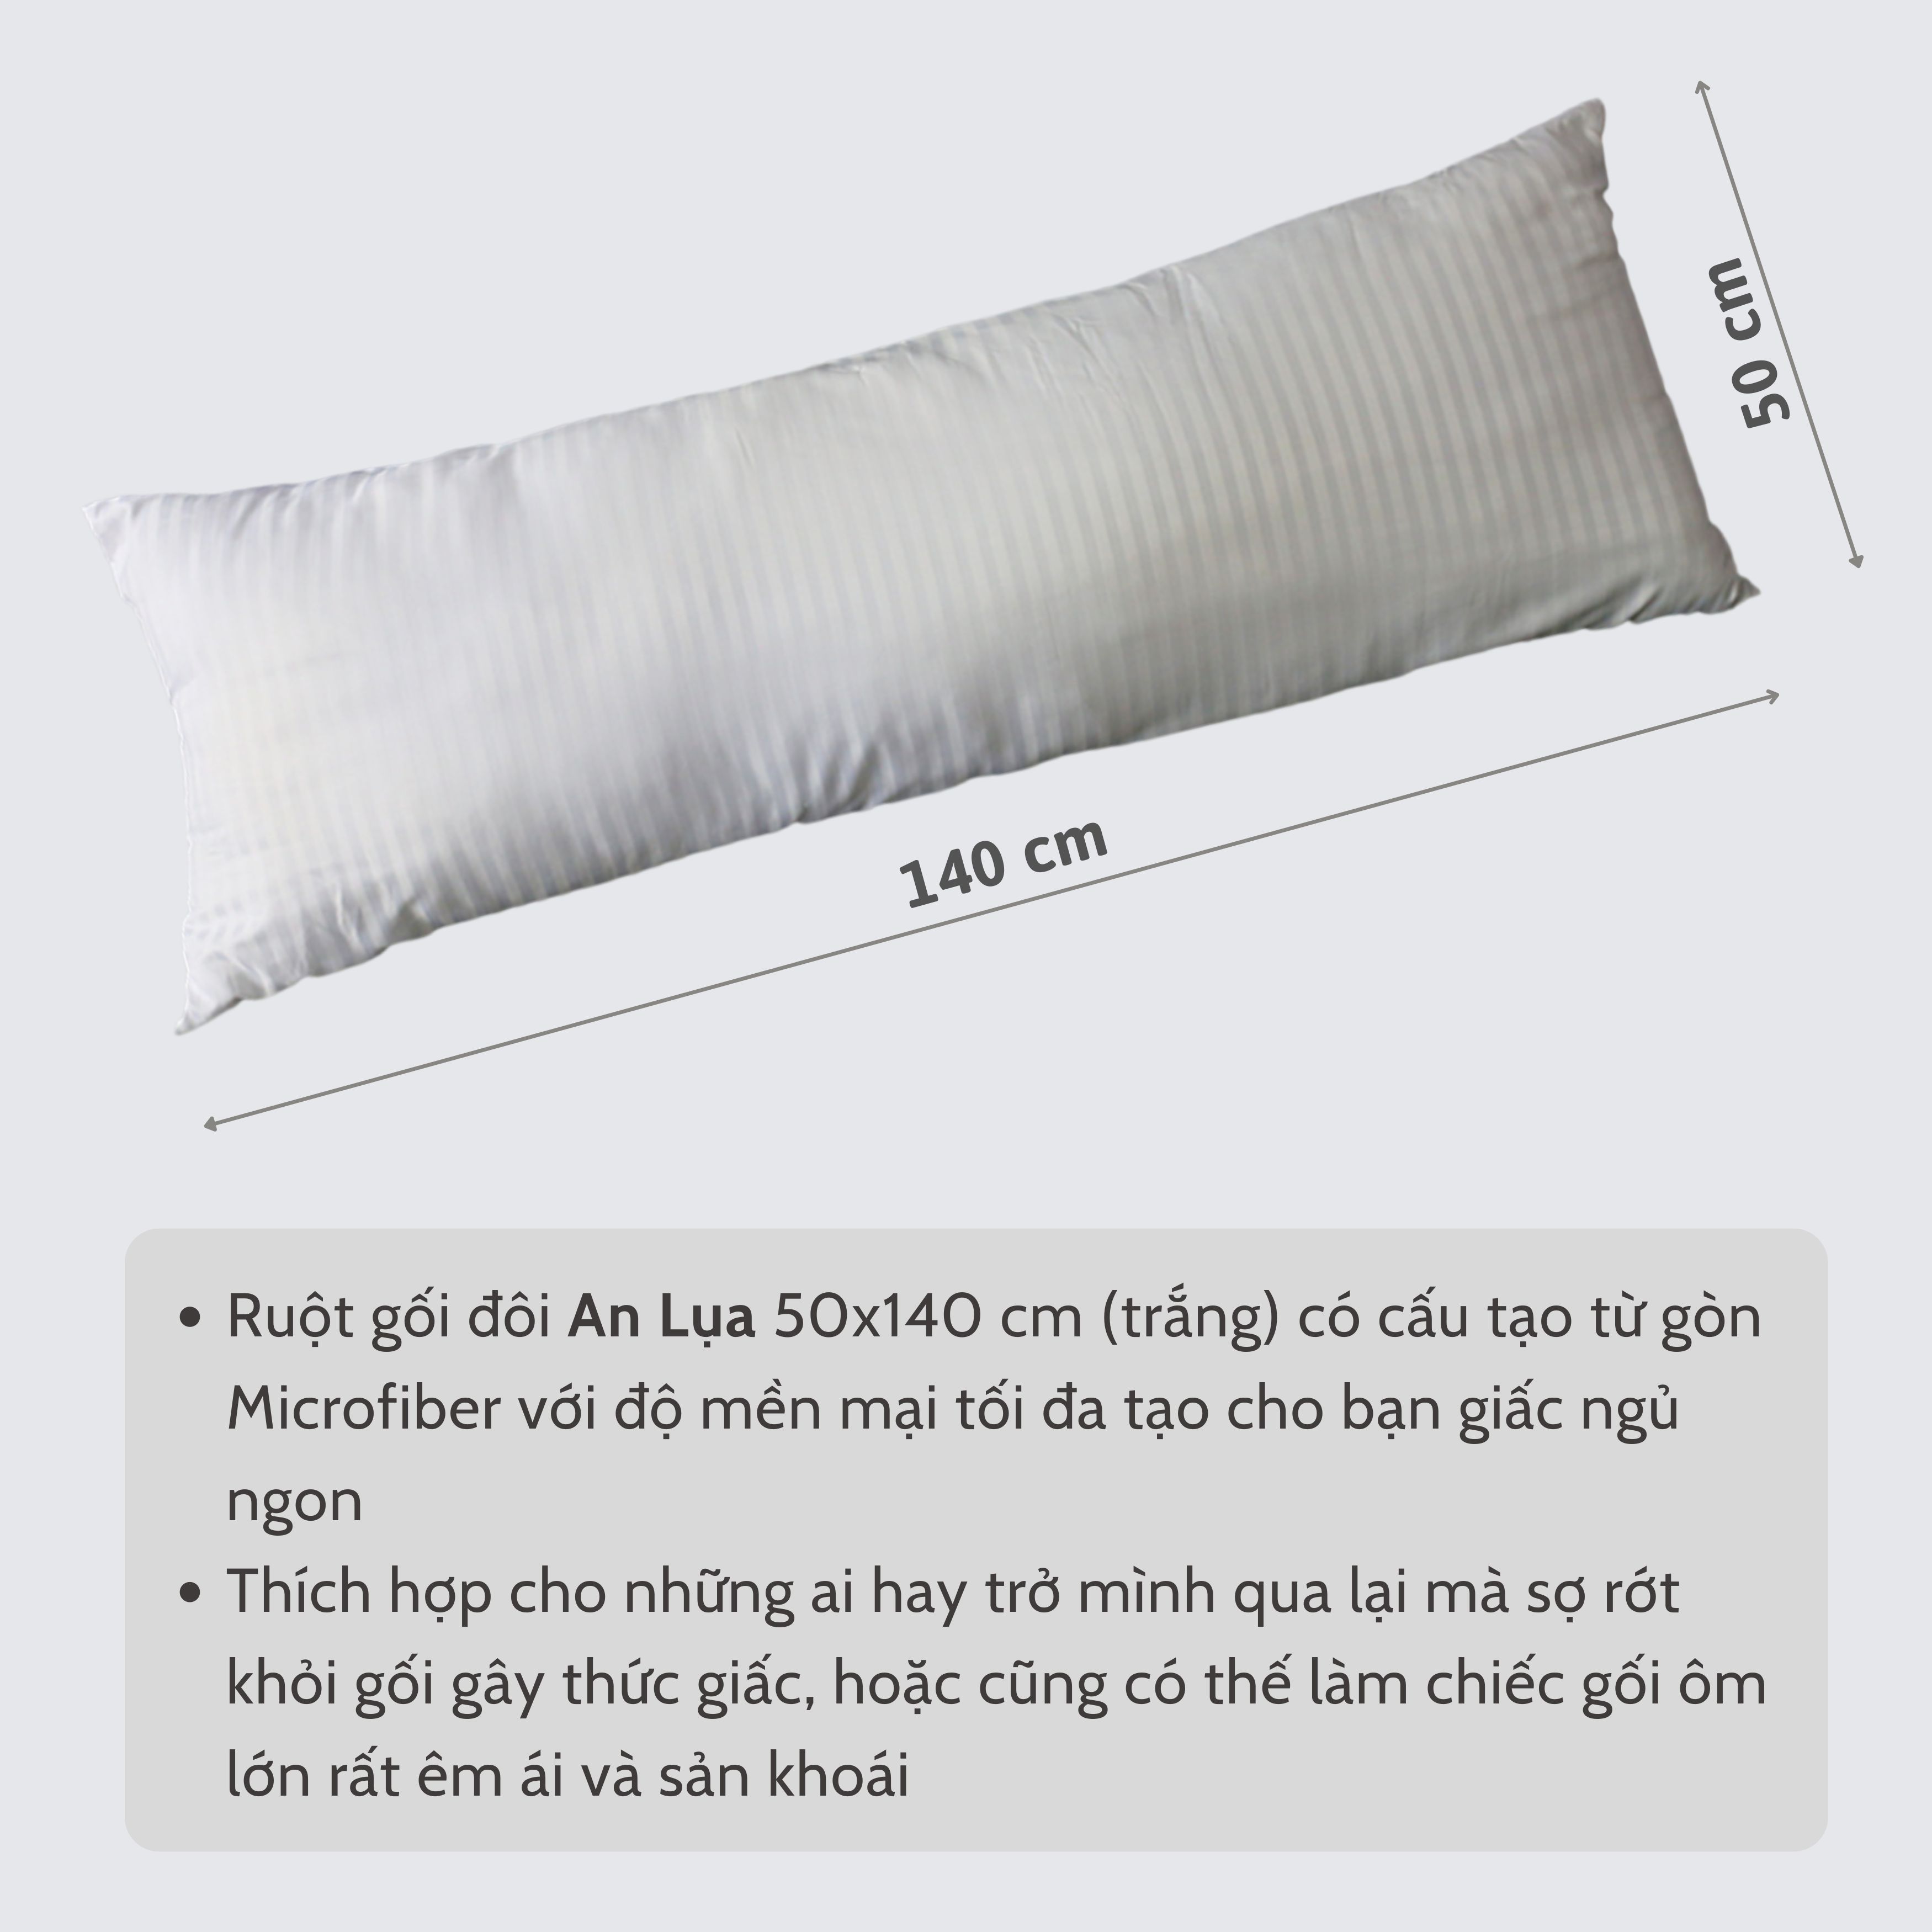 50 cm
140 cm
• Ruột gối đôi An Lụa 50x140 cm (trắng) có cấu tạo từ gòn
Microfiber với độ mền mại tối đa tạo cho bạn giấc ngủ
ngon
• Thích hợp cho những ai hay trở mình qua lại mà sợ rớt
khỏi gối gây thức giấc, hoặc cũng có thế làm chiếc gối ôm
lớn rất êm ái và sản khoái